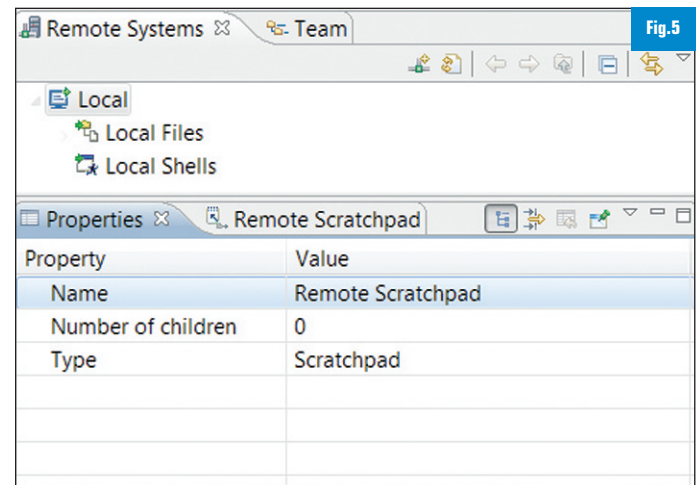 Remote Systems Team Fig.5
Local
Local Files
Local Shells
Properties Remote Scratchpad
Property Value
Name Remote Scratchpad
Number of children 0
Type Scratchpad